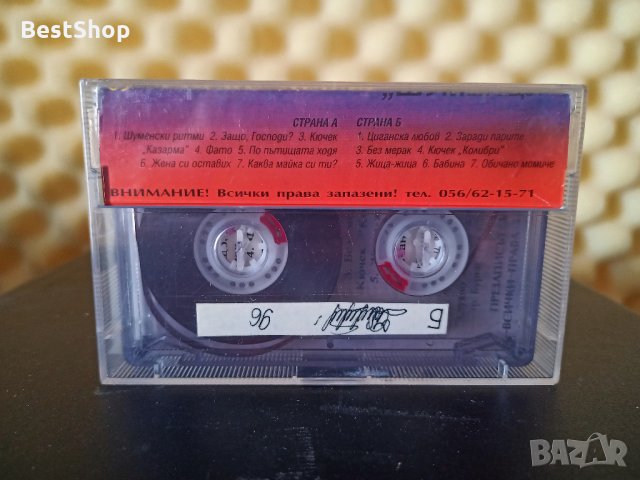 BestShop
СТРАНА А
1. Шуменски ритми 2. Защо, Господи? 3. Кючек
„Казарма" 4. Фато 5. По пътищата ходя
6. Жена си оставих 7. Каква майка си ти?
СТРАНА Б
1. Циганска любов 2. Заради парите
3. Без мерак 4. Кючек „Колибри"
5. Жица-жица 6. Бабина 7. Обичано момиче
ВНИМАНИЕ! Всички права запазени! тел. 056/62-15-71
Б 96
BAZAR